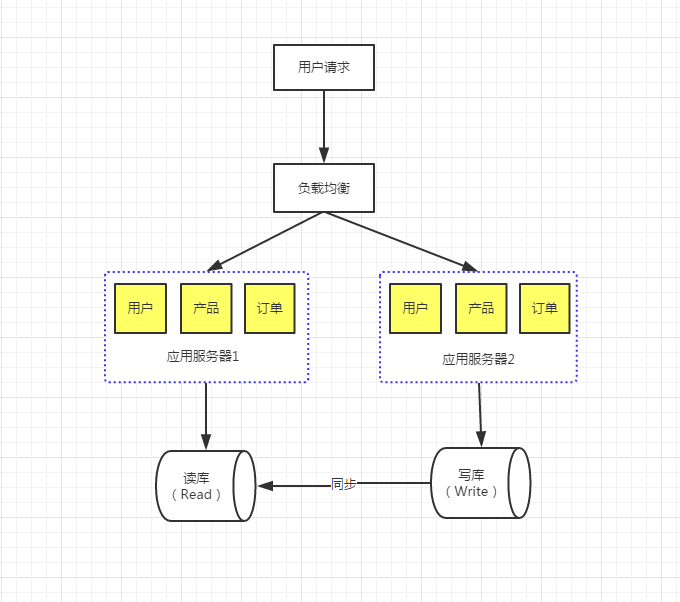 用户请求
负载均衡
用户 产品 订单
应用服务器1
用户 产品 订单
应用服务器2
读库
（Read）
同步
写库
（Write）